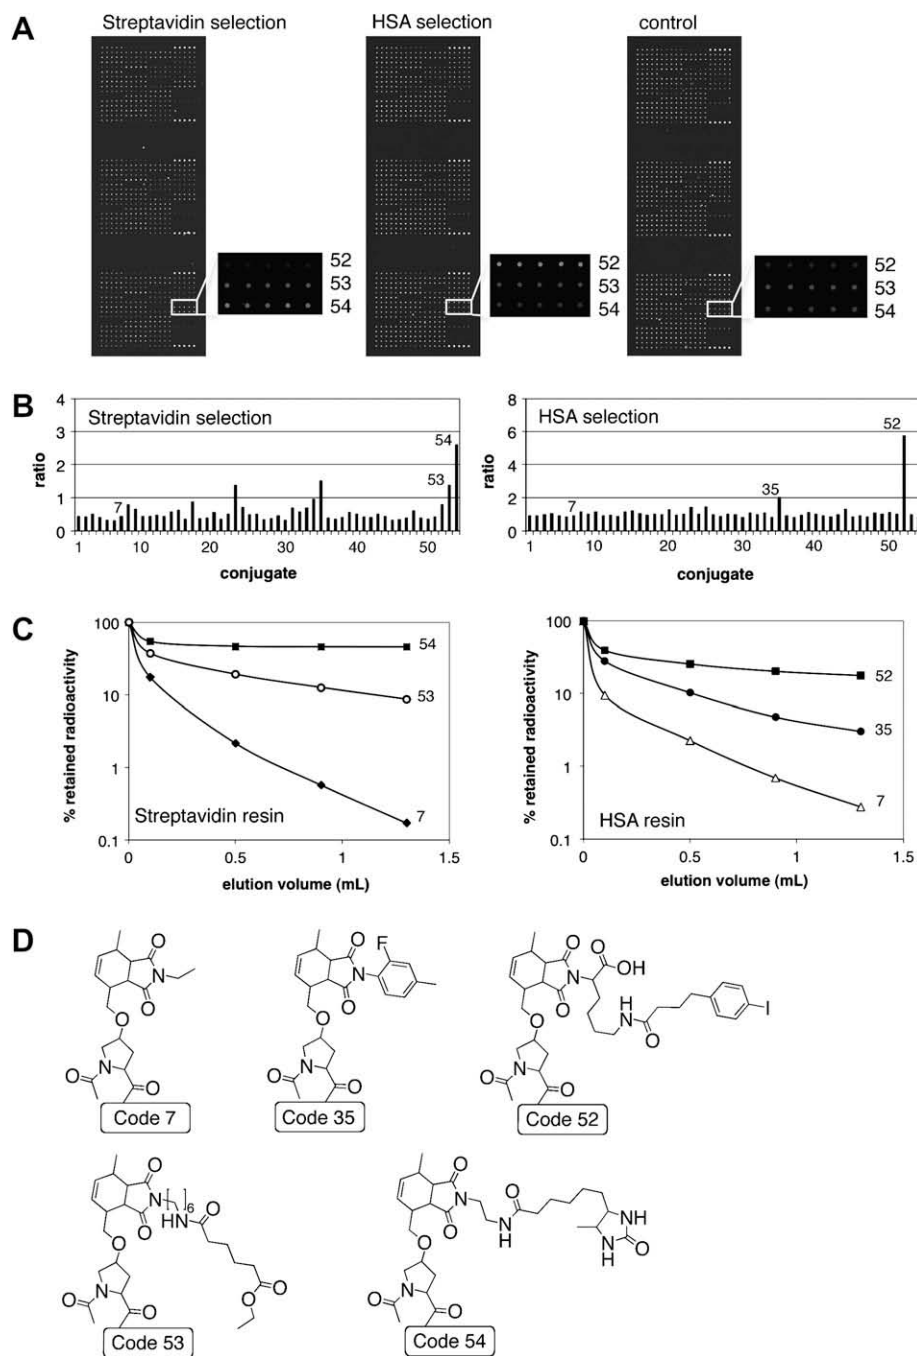 A
Streptavidin selection
HSA selection
control
52
53
54
52
53
54
52
53
54
B
4
3
2
1
0
ratio
Streptavidin selection
7
53
54
1
10
20
30
40
50
conjugate
8
6
4
2
0
ratio
HSA selection
7
35
52
1
10
20
30
40
50
conjugate
C
100
10
1
0.1
% retained radioactivity
54
53
7
Streptavidin resin
0
0.5
1
1.5
elution volume (mL)
100
10
1
0.1
% retained radioactivity
52
35
7
HSA resin
0
0.5
1
1.5
elution volume (mL)
D
O
N
O
O
N
O
O
Code 7
O
F
N
O
O
N
O
O
Code 35
O
O
OH
N
O
H
N
I
O
O
N
O
O
Code 52
O
N
6
O
HN
O
O
O
O
N
O
O
Code 53
O
O
N
O
N
H
H
N
N
H
O
O
N
O
O
Code 54